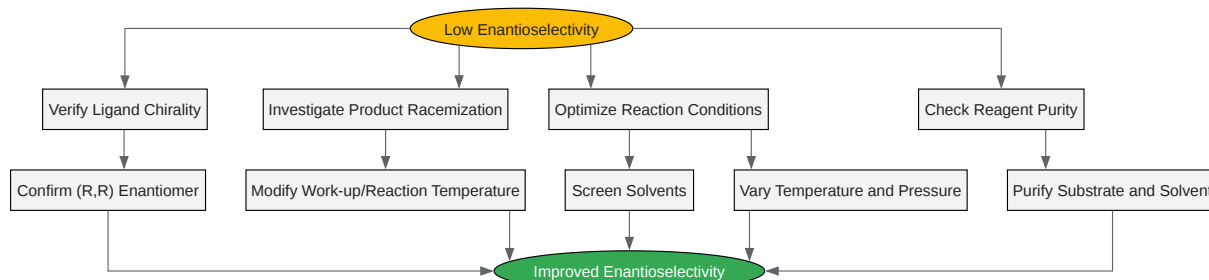 Low Enantioselectivity
Verify Ligand Chirality
Investigate Product Racemization
Optimize Reaction Conditions
Check Reagent Purity
Confirm (R,R) Enantiomer
Modify Work-up/Reaction Temperature
Screen Solvents
Vary Temperature and Pressure
Purify Substrate and Solvent
Improved Enantioselectivity